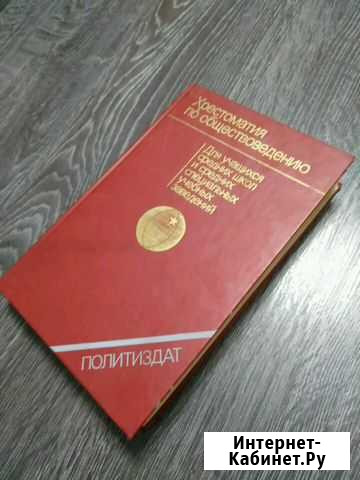 Хрестоматия
по обществоведению
Для учащихся
средних школ
и средних
специальных
учебных
заведений
ПОЛИТИЗДАТ
Интернет-
Кабинет.Ру